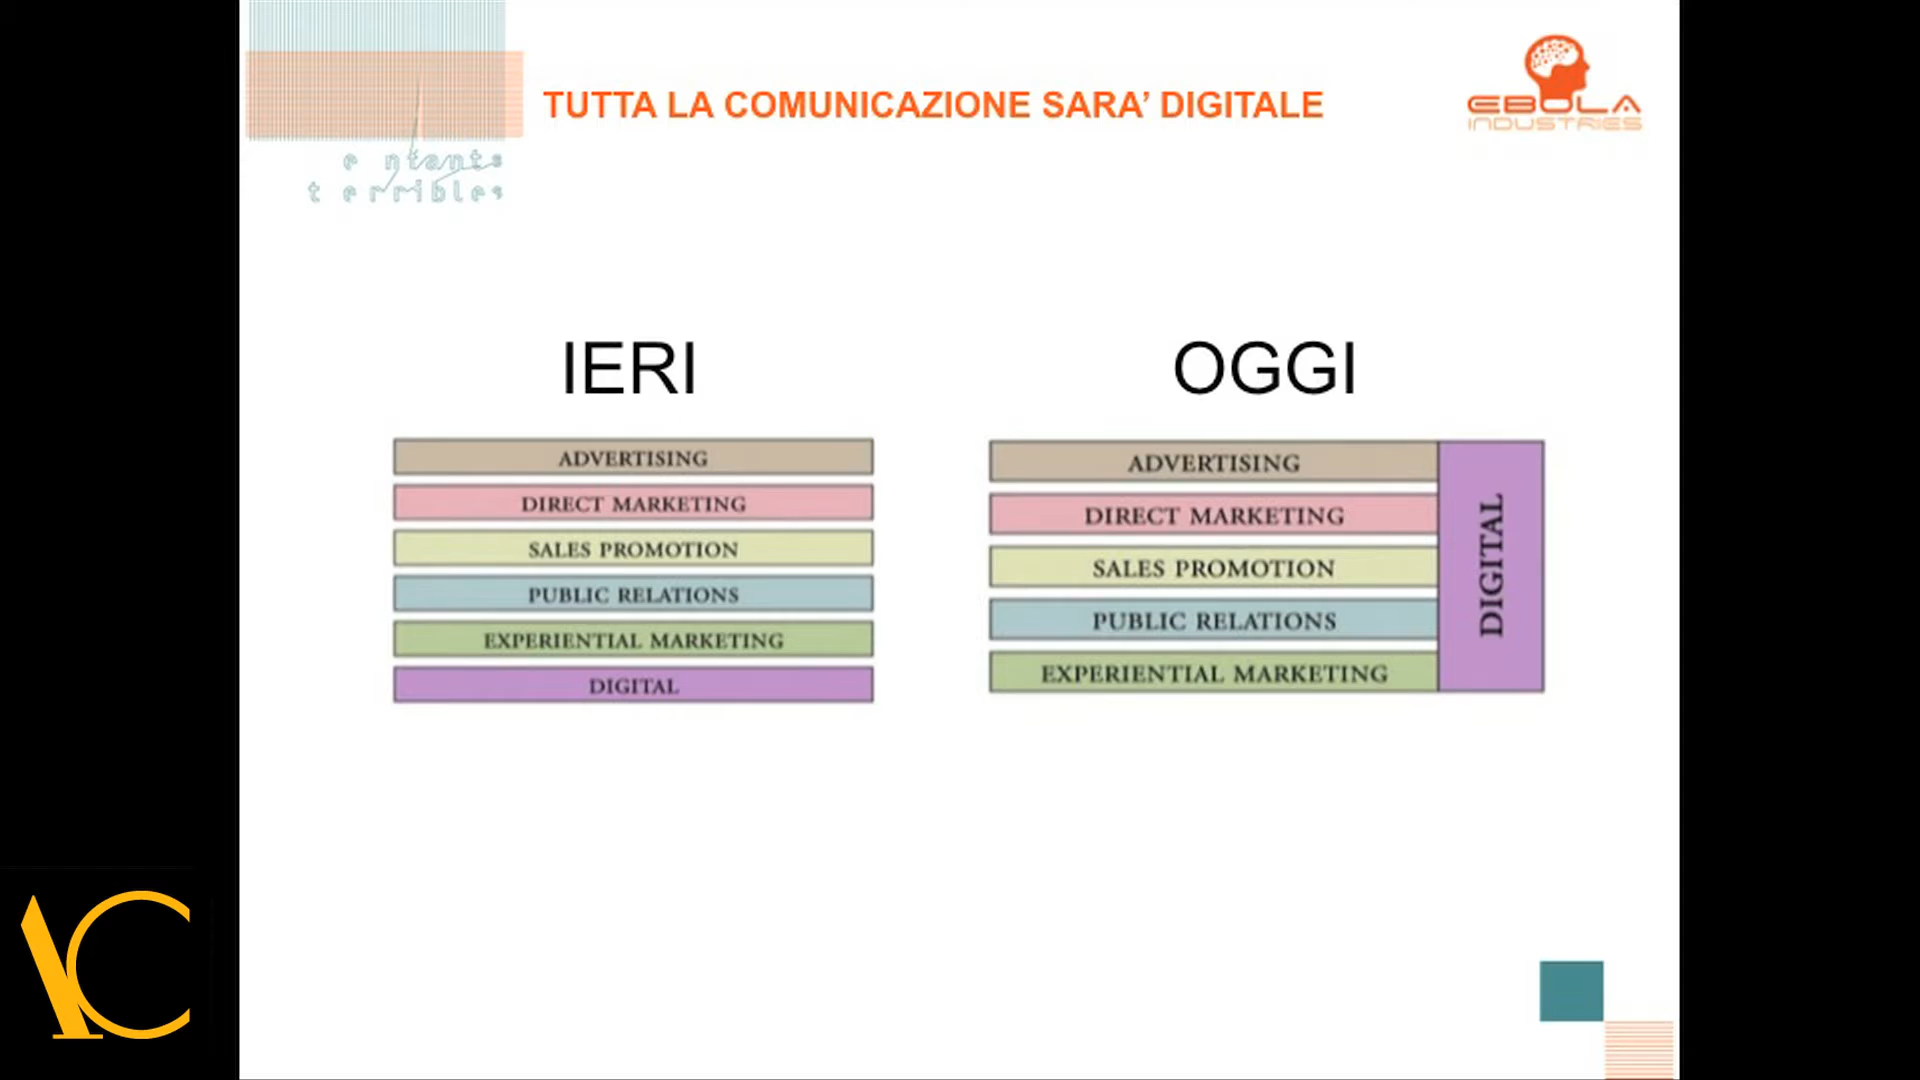 TUTTA LA COMUNICAZIONE SARA’ DIGITALE
EBOLA
INDUSTRIES
enfants
terribles
IERI
ADVERTISING
DIRECT MARKETING
SALES PROMOTION
PUBLIC RELATIONS
EXPERIENTIAL MARKETING
DIGITAL
OGGI
ADVERTISING
DIRECT MARKETING
SALES PROMOTION
PUBLIC RELATIONS
EXPERIENTIAL MARKETING
DIGITAL
AC